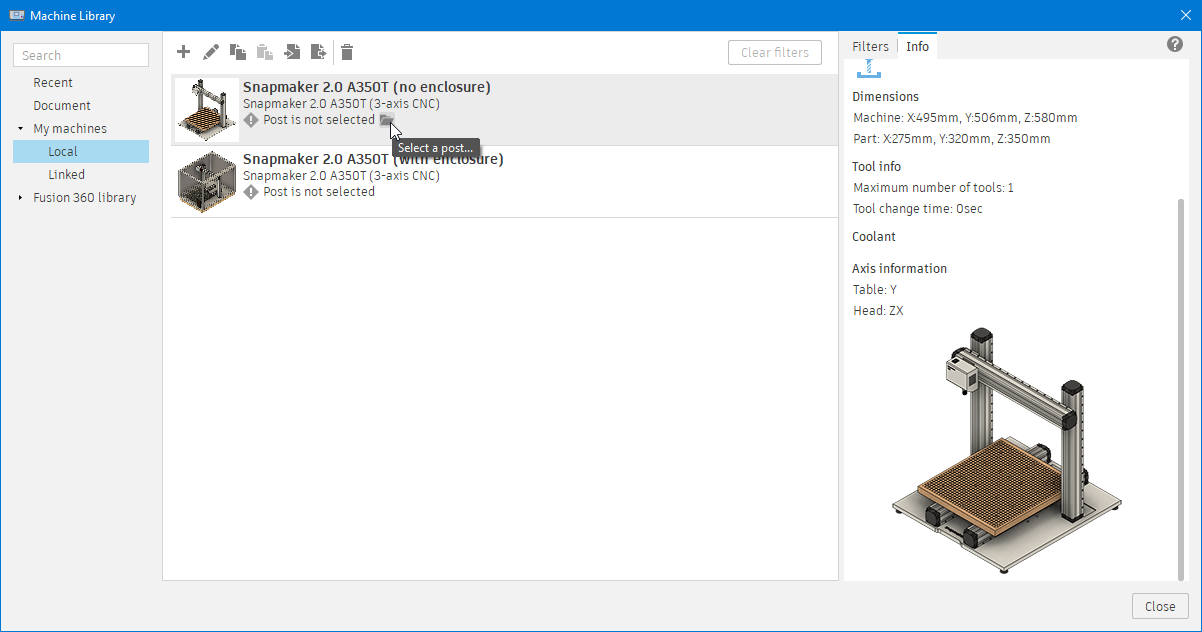 Machine Library
Search
Recent
Document
My machines
Local
Linked
Fusion 360 library
Clear filters
Snapmaker 2.0 A350T (no enclosure)
Snapmaker 2.0 A350T (3-axis CNC)
Post is not selected
Select a post...
Snapmaker 2.0 A350T (with enclosure)
Snapmaker 2.0 A350T (3-axis CNC)
Post is not selected
Filters
Info
Dimensions
Machine: X:495mm, Y:506mm, Z:580mm
Part: X:275mm, Y:320mm, Z:350mm
Tool info
Maximum number of tools: 1
Tool change time: 0sec
Coolant
Axis information
Table: Y
Head: ZX
Close